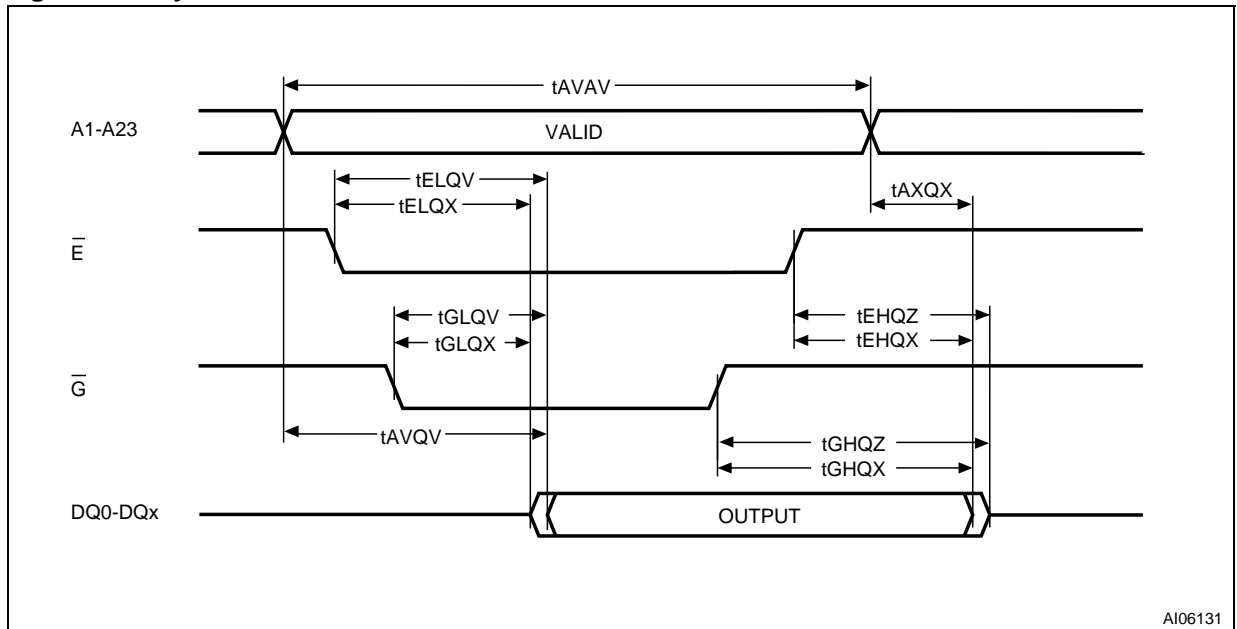 tAVAV
A1-A23
VALID
tELQV
tAXQX
tELQX
E
tGLQV
tEHQZ
tGLQX
tEHQX
G
tAVQV
tGHQZ
tGHQX
DQ0-DQx
OUTPUT
AI06131